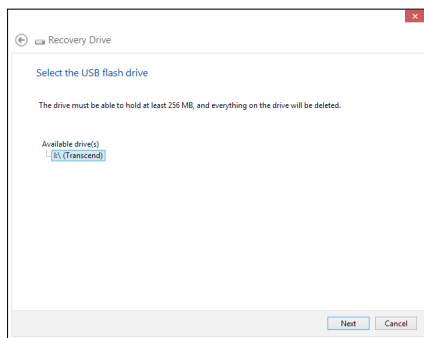 Recovery Drive
Select the USB flash drive
The drive must be able to hold at least 256 MB, and everything on the drive will be deleted.
Available drive(s)
I:\ (Transcend)
Next
Cancel